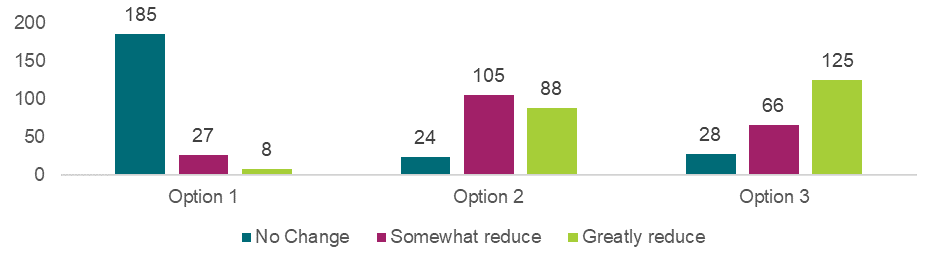 200
185
150
125
105
100
88
66
50
27
24
28
8
0
Option 1
Option 2
Option 3
No Change
Somewhat reduce
Greatly reduce